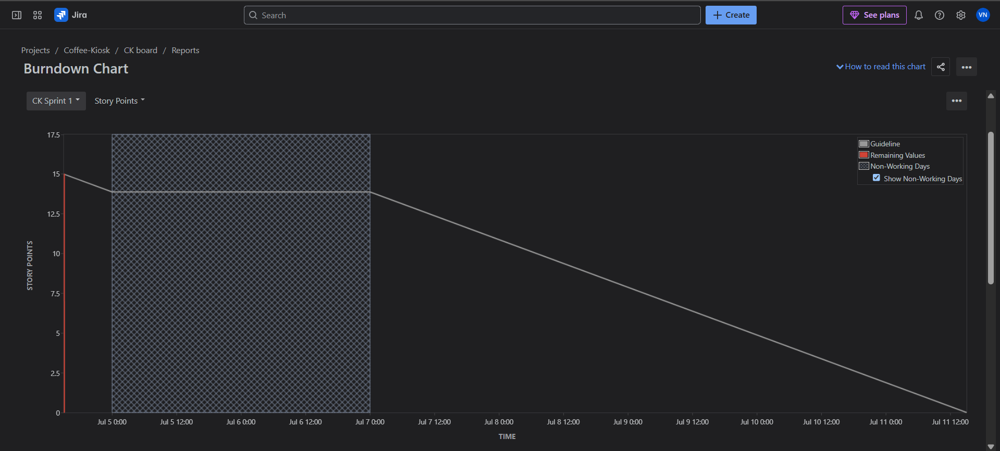 Jira
Search
Create
See plans
VN
Projects / Coffee-Kiosk / CK board / Reports
Burndown Chart
How to read this chart
CK Sprint 1
Story Points
17.5
15
12.5
10
7.5
5
2.5
0
STORY POINTS
Guideline
Remaining Values
Non-Working Days
Show Non-Working Days
Jul 5 0:00 Jul 5 12:00 Jul 6 0:00 Jul 6 12:00 Jul 7 0:00 Jul 7 12:00 Jul 8 0:00 Jul 8 12:00 Jul 9 0:00 Jul 9 12:00 Jul 10 0:00 Jul 10 12:00 Jul 11 0:00 Jul 11 12:00
TIME